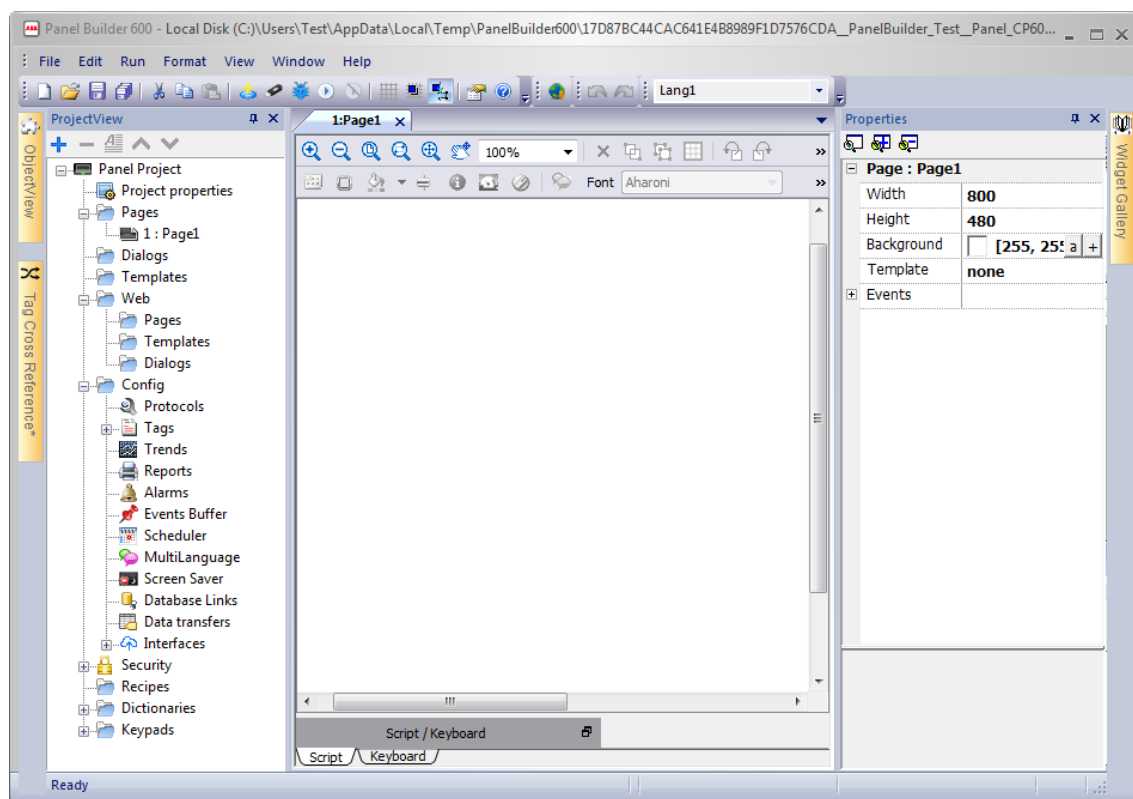 ABB Panel Builder 600 - Local Disk (C:)\Users\Test\AppData\Local\Temp\PanelBuilder600\17D87BC44CAC641E4B8989F1D7576CDA__PanelBuilder_Test__Panel_CP60...
File Edit Run Format View Window Help
Lang1
ObjectView
Tag Cross Reference*
ProjectView
Panel Project
Project properties
Pages
1 : Page1
Dialogs
Templates
Web
Pages
Templates
Dialogs
Config
Protocols
Tags
Trends
Reports
Alarms
Events Buffer
Scheduler
MultiLanguage
Screen Saver
Database Links
Data transfers
Interfaces
Security
Recipes
Dictionaries
Keypads
1:Page1 x
100%
Font Aharoni
Script / Keyboard
Script Keyboard
Properties
Page : Page1
Width 800
Height 480
Background [255, 255 a +
Template none
Events
Widget Gallery
Ready